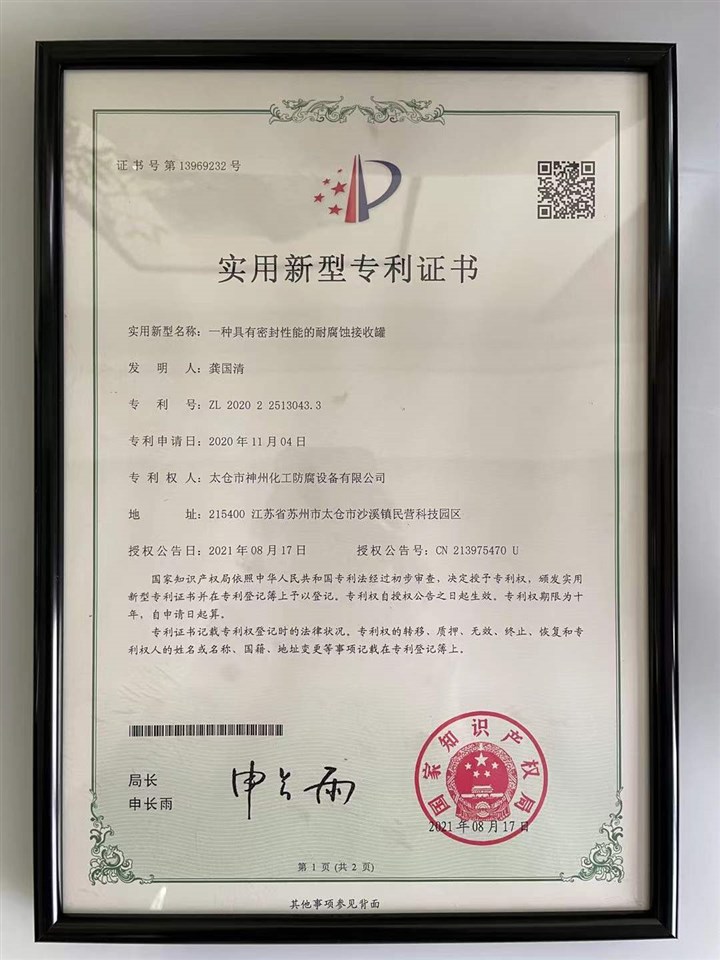 证书号第13969232号
实用新型专利证书
实用新型名称：一种具有密封性能的耐腐蚀接收罐
发明人：龚国清
专利号：ZL 2020 2 2513043.3
专利申请日：2020年11月04日
专利权人：太仓市神州化工防腐设备有限公司
地址：215400 江苏省苏州市太仓市沙溪镇民营科技园区
授权公告日：2021年08月17日 授权公告号：CN 213975470 U
国家知识产权局依照中华人民共和国专利法经过初步审查，决定授予专利权，颁发实用
新型专利证书并在专利登记簿上予以登记。专利权自授权公告之日起生效。专利权期限为十
年，自申请日起算。
专利证书记载专利权登记时的法律状况。专利权的转移、质押、无效、终止、恢复和专
利权人的姓名或名称、国籍、地址变更等事项记载在专利登记簿上。
局长
申长雨
申长雨
国家知识产权局
2021年08月17日
第 1 页 (共 2 页)
其他事项参见背面